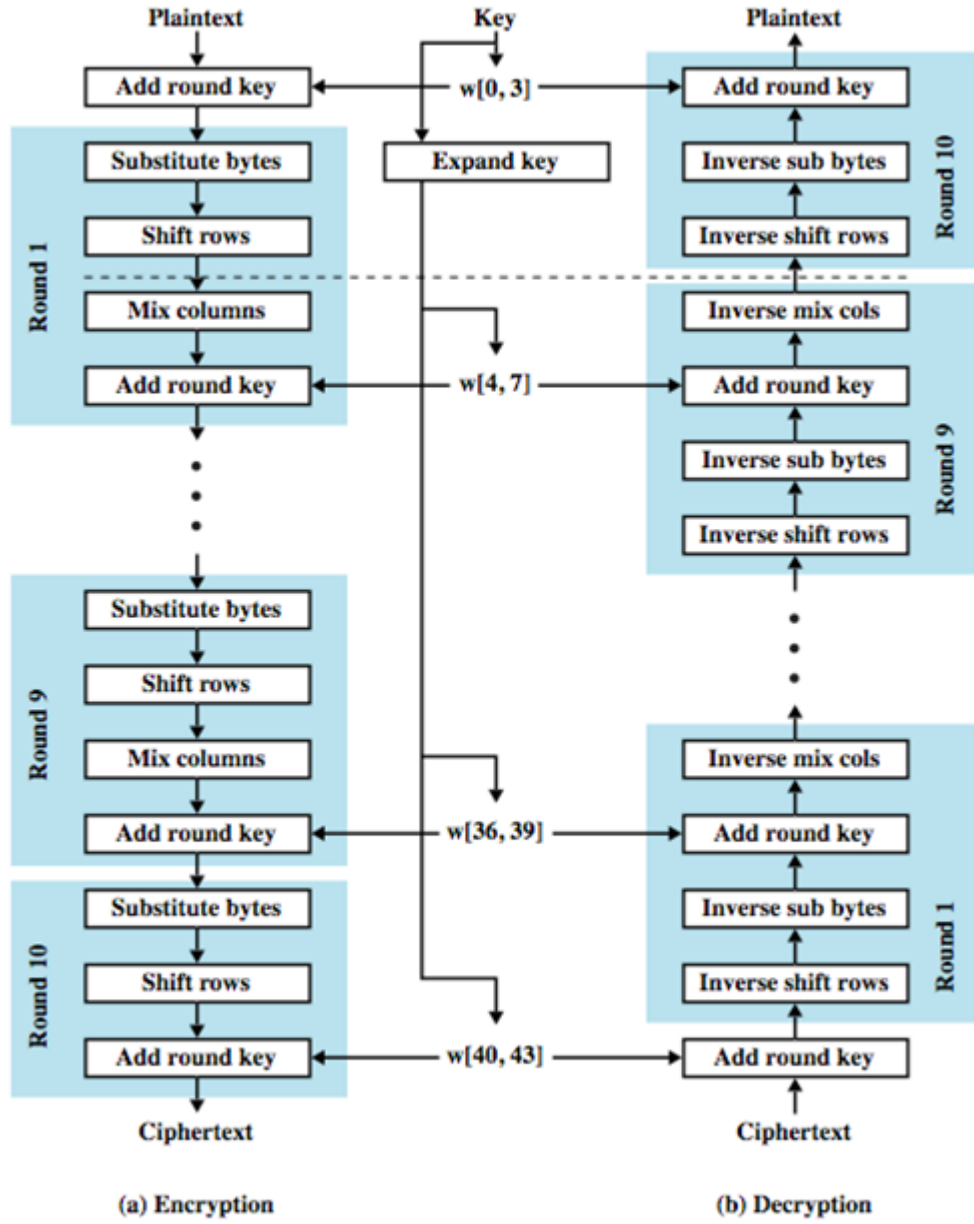 Plaintext
Key
Plaintext
Add round key
w[0, 3]
Add round key
Substitute bytes
Expand key
Inverse sub bytes
Round 10
Shift rows
Inverse shift rows
Round 1
Mix columns
Inverse mix cols
Add round key
w[4, 7]
Add round key
Inverse sub bytes
Round 9
Inverse shift rows
Substitute bytes
Shift rows
Round 9
Mix columns
Inverse mix cols
Add round key
w[36, 39]
Add round key
Substitute bytes
Inverse sub bytes
Round 1
Round 10
Shift rows
Inverse shift rows
Add round key
w[40, 43]
Add round key
Ciphertext
Ciphertext
(a) Encryption
(b) Decryption